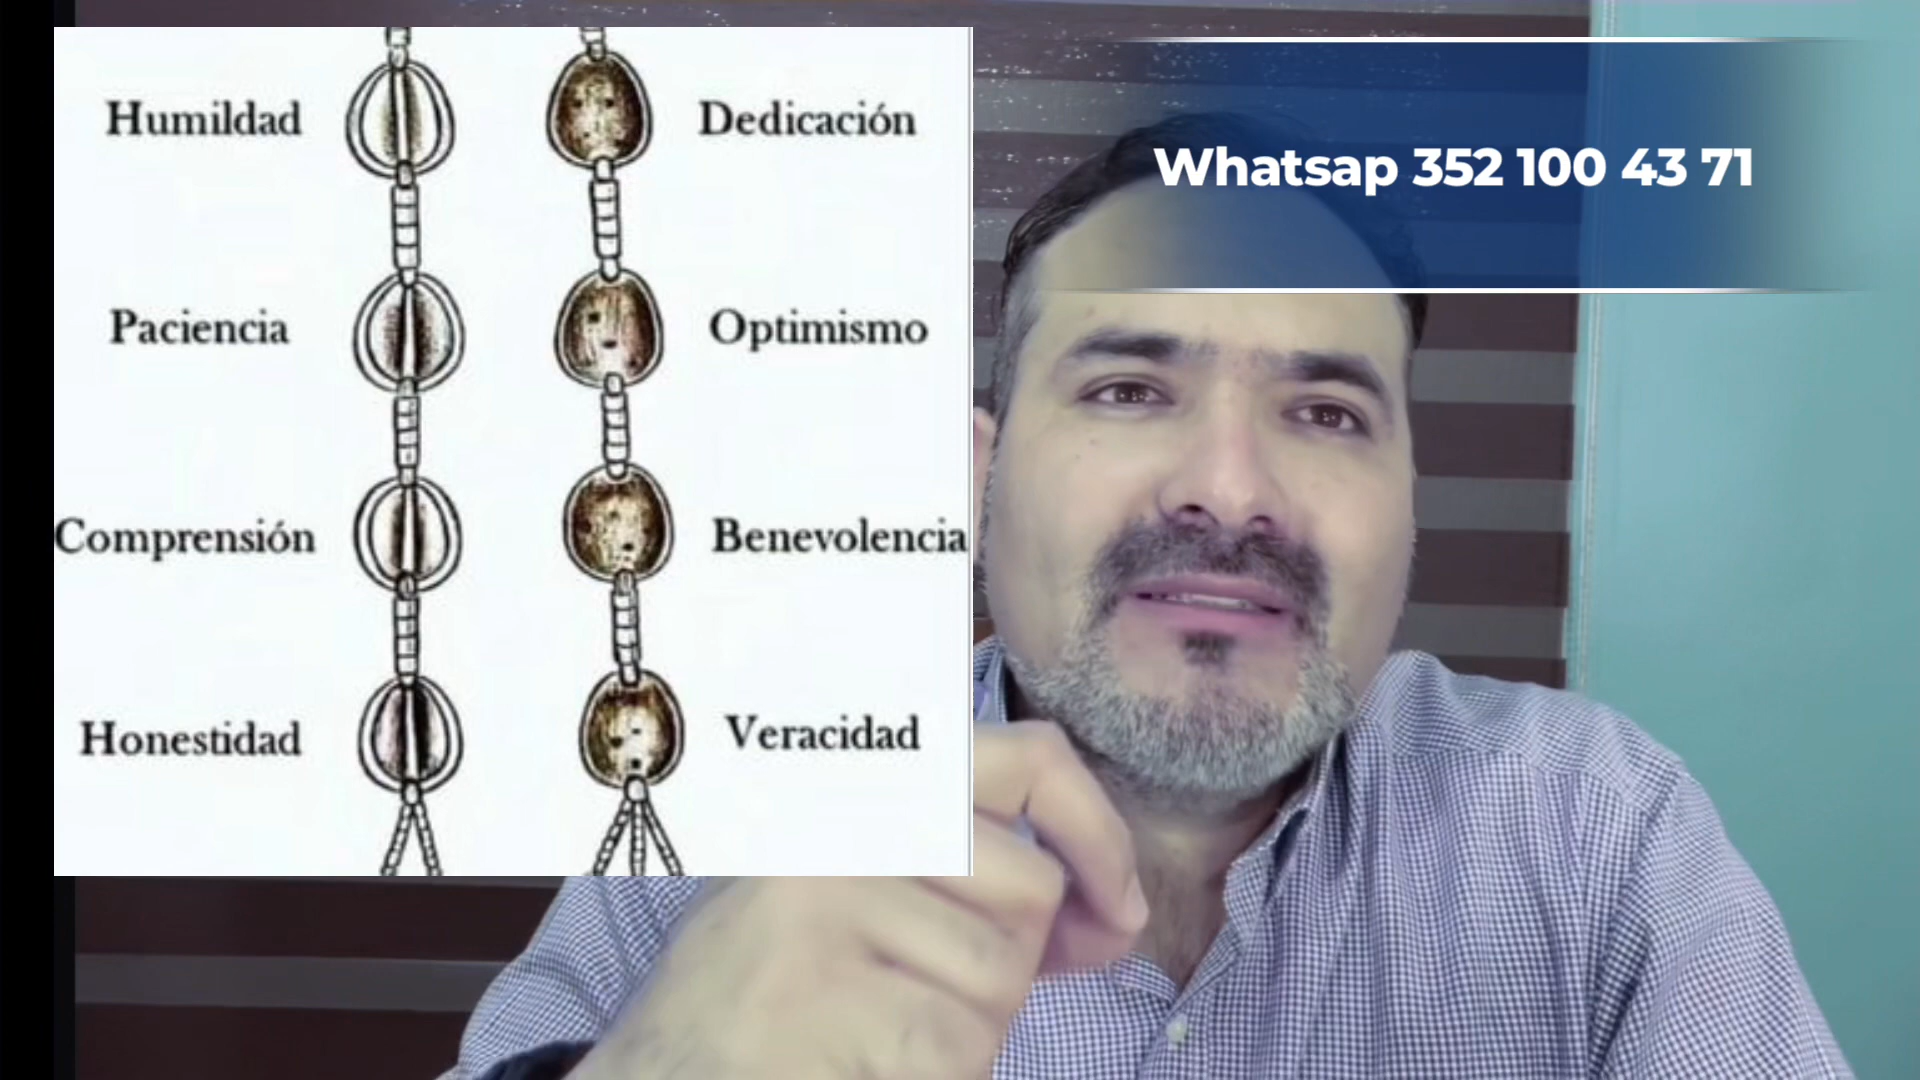 Humildad
Dedicación
Whatsap 352 100 43 71
Paciencia
Optimismo
Comprensión
Benevolencia
Honestidad
Veracidad